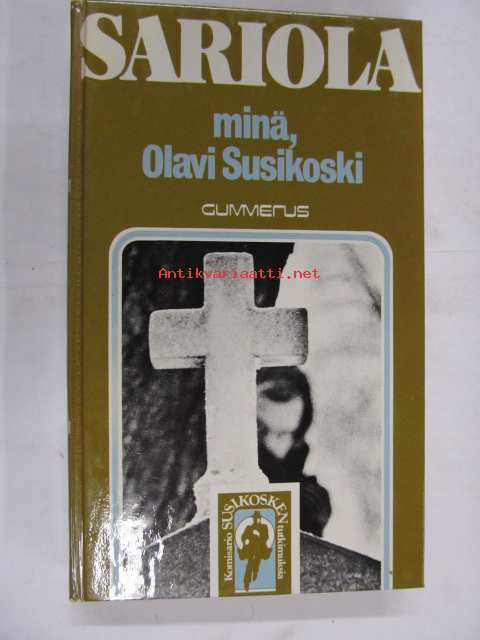 SARIOLA
minä,
Olavi Susikoski
GUMMERUS
Antikvariaatti.net
Komisario SUSIKOSKEN tutkimuksia